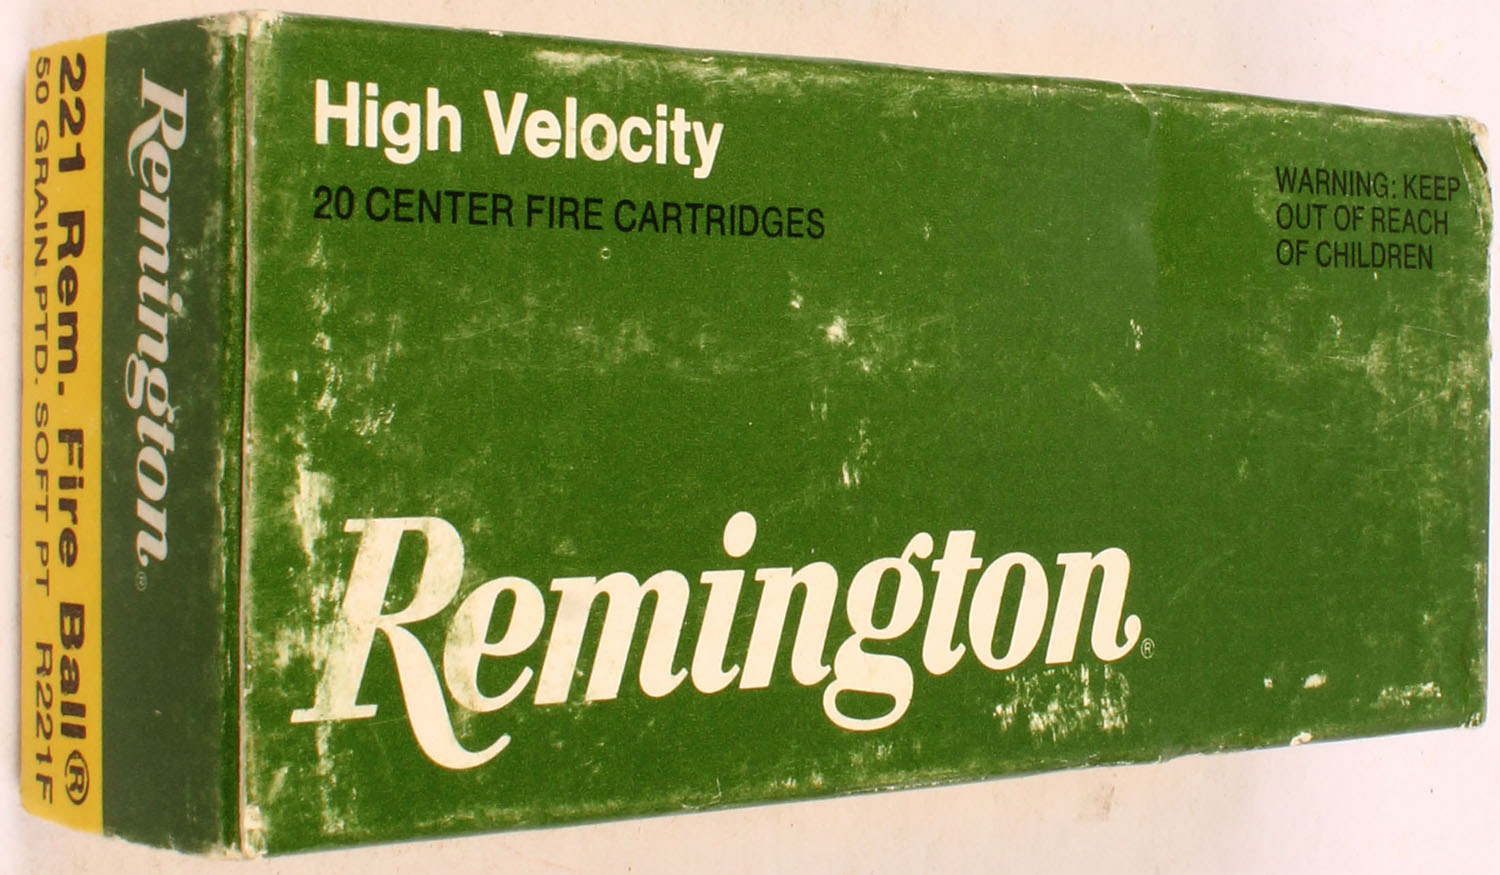 High Velocity
20 CENTER FIRE CARTRIDGES
WARNING: KEEP
OUT OF REACH
OF CHILDREN
Remington®
Remington®
221 Rem. Fire Ball®
50 GRAIN PTD. SOFT PT R221F